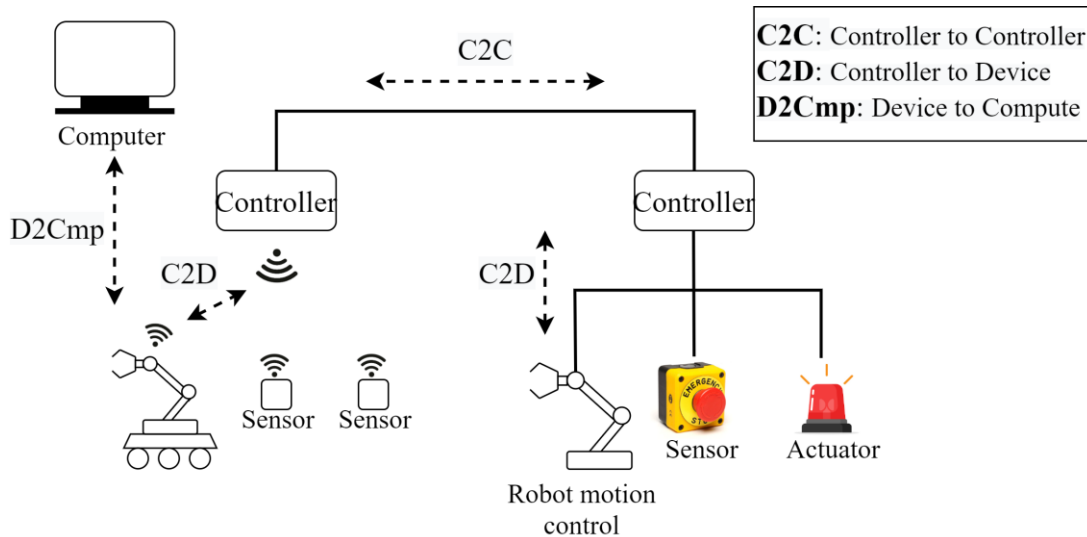 C2C
C2C: Controller to Controller
C2D: Controller to Device
D2Cmp: Device to Compute
Computer
Controller
Controller
D2Cmp
C2D
C2D
EMERGENCY
Sensor
Sensor
Sensor
Actuator
Robot motion
control